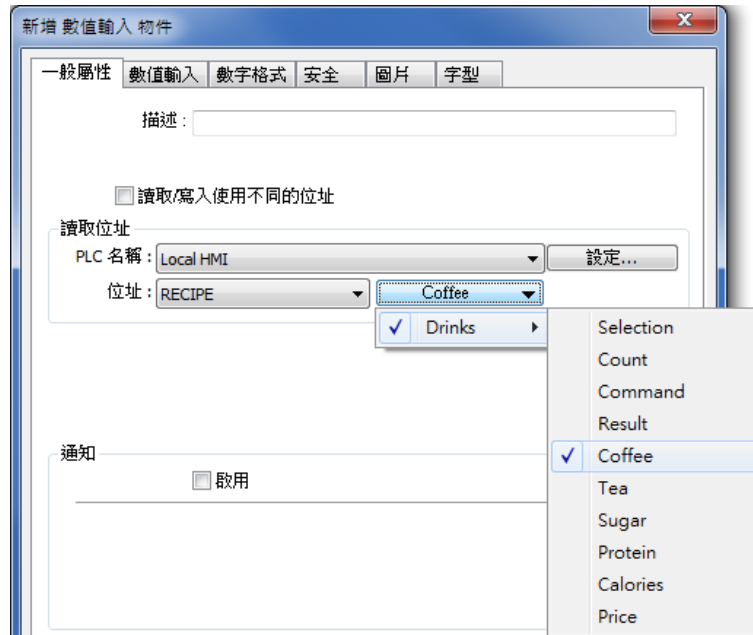 新增 數值輸入 物件
一般屬性 數值輸入 數字格式 安全 圖片 字型
描述 :
讀取/寫入使用不同的位址
讀取位址
PLC 名稱 : Local HMI 設定...
位址 : RECIPE Coffee
Drinks
Selection
Count
Command
Result
Coffee
Tea
Sugar
Protein
Calories
Price
通知
啟用